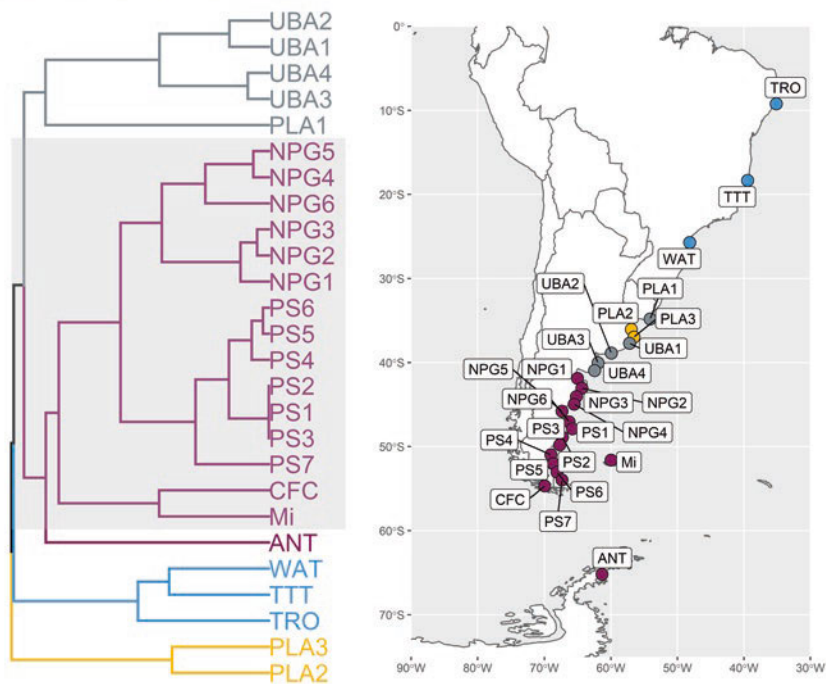 UBA2
UBA1
UBA4
UBA3
PLA1
NPG5
NPG4
NPG6
NPG3
NPG2
NPG1
PS6
PS5
PS4
PS2
PS1
PS3
PS7
CFC
Mi
ANT
WAT
TTT
TRO
PLA3
PLA2
0°
10°S
20°S
30°S
40°S
50°S
60°S
70°S
TRO
TTT
WAT
UBA2
PLA1
PLA2
PLA3
UBA3
UBA1
NPG5
NPG1
UBA4
NPG6
NPG3
NPG2
PS3
PS1
NPG4
PS4
PS5
PS2
Mi
CFC
PS6
PS7
ANT
90°W
80°W
70°W
60°W
50°W
40°W
30°W